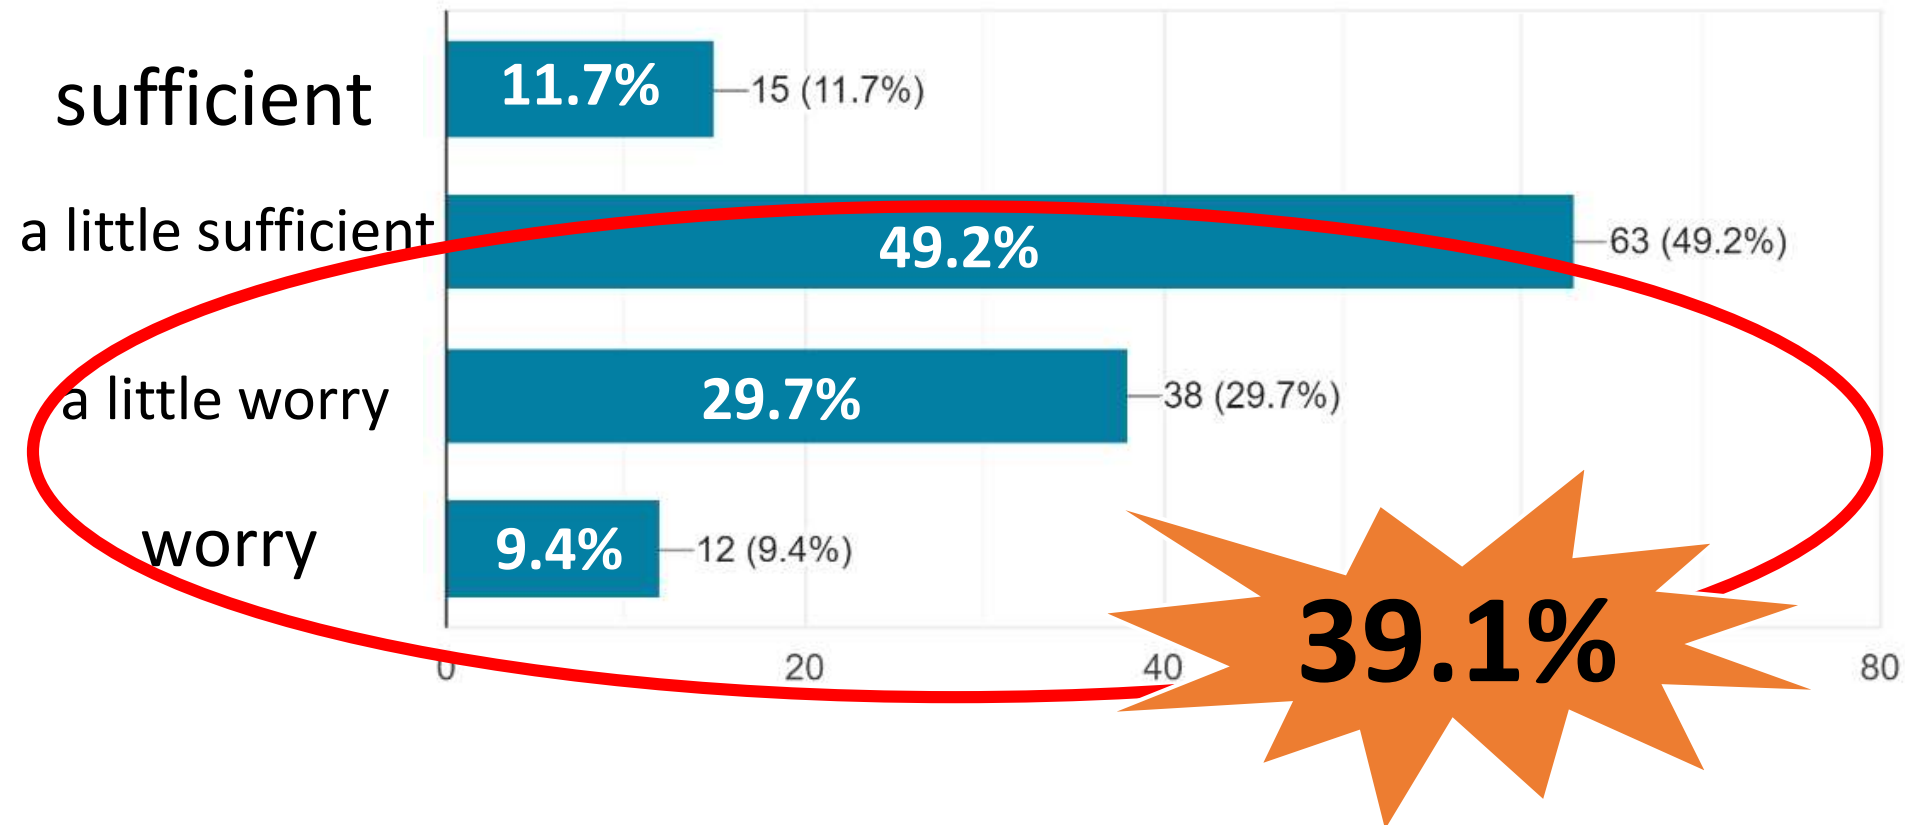 sufficient 11.7% 15 (11.7%)
a little sufficient 49.2% 63 (49.2%)
a little worry 29.7% 38 (29.7%)
worry 9.4% 12 (9.4%)
39.1%
0 20 40 80